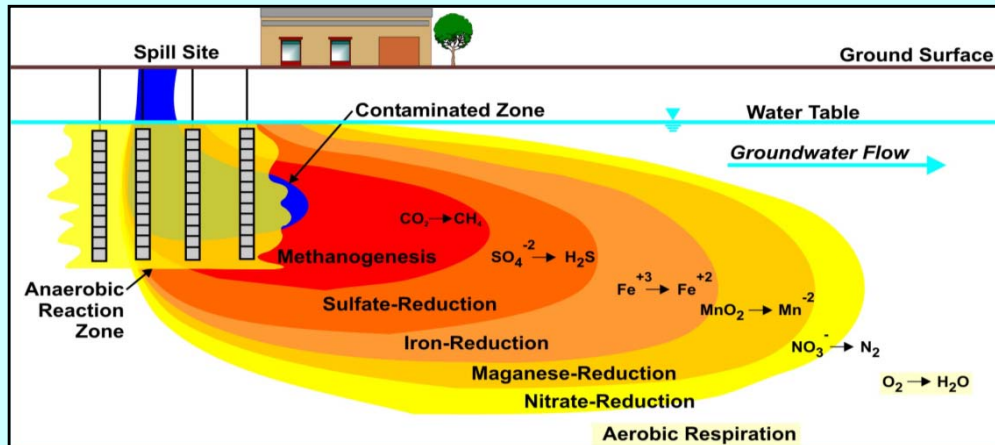 Spill Site
Ground Surface
Contaminated Zone
Water Table
Groundwater Flow
CO₂ → CH₄
Methanogenesis
SO₄⁻² → H₂S
Anaerobic
Reaction
Zone
Fe⁺³ → Fe⁺²
Sulfate-Reduction
MnO₂ → Mn⁻²
Iron-Reduction
NO₃⁻ → N₂
Maganese-Reduction
O₂ → H₂O
Nitrate-Reduction
Aerobic Respiration